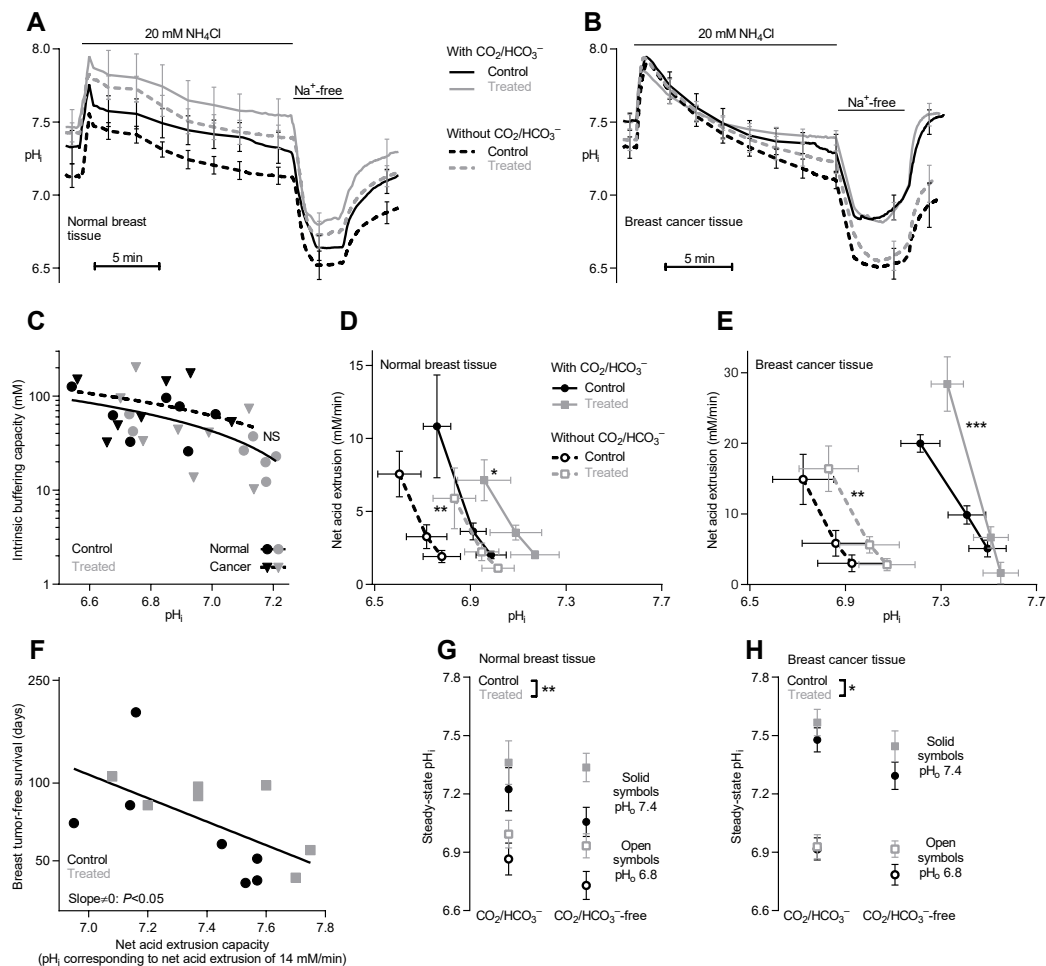 A
20 mM NH₄Cl
8.0
7.5
pHᵢ
7.0
6.5
Na⁺-free
Normal breast
tissue
5 min
With CO₂/HCO₃⁻
Control
Treated
Without CO₂/HCO₃⁻
Control
Treated
B
20 mM NH₄Cl
8.0
7.5
pHᵢ
7.0
6.5
Na⁺-free
Breast cancer tissue
5 min
C
Intrinsic buffering capacity (mM)
100
10
1
NS
Control
Treated
Normal
Cancer
6.6 6.8 7.0 7.2
pHᵢ
D
Normal breast tissue
Net acid extrusion (mM/min)
15
10
5
0
With CO₂/HCO₃⁻
Control
Treated
Without CO₂/HCO₃⁻
Control
Treated
*
**
6.5 6.9 7.3 7.7
pHᵢ
E
Breast cancer tissue
Net acid extrusion (mM/min)
30
20
10
0
***
**
6.5 6.9 7.3 7.7
pHᵢ
F
Breast tumor-free survival (days)
250
100
50
Control
Treated
Slope≠0: P<0.05
7.0 7.2 7.4 7.6 7.8
Net acid extrusion capacity
(pHᵢ corresponding to net acid extrusion of 14 mM/min)
G
Normal breast tissue
Control
Treated
**
Steady-state pHᵢ
7.8
7.5
7.2
6.9
6.6
Solid
symbols
pHₒ 7.4
Open
symbols
pHₒ 6.8
CO₂/HCO₃⁻ CO₂/HCO₃⁻-free
H
Breast cancer tissue
Control
Treated
*
Steady-state pHᵢ
7.8
7.5
7.2
6.9
6.6
Solid
symbols
pHₒ 7.4
Open
symbols
pHₒ 6.8
CO₂/HCO₃⁻ CO₂/HCO₃⁻-free